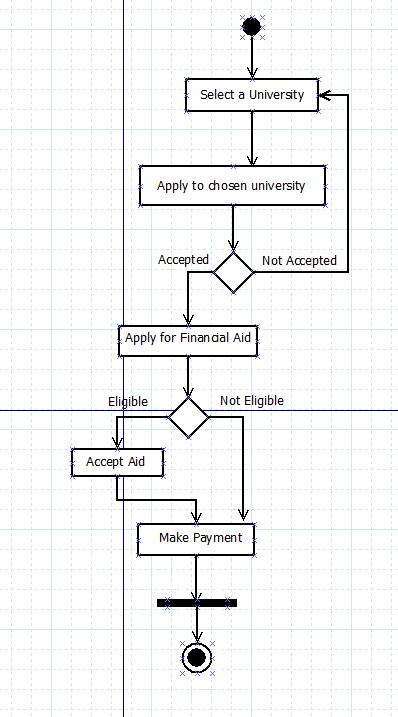 Select a University
Apply to chosen university
Accepted
Not Accepted
Apply for Financial Aid
Eligible
Not Eligible
Accept Aid
Make Payment